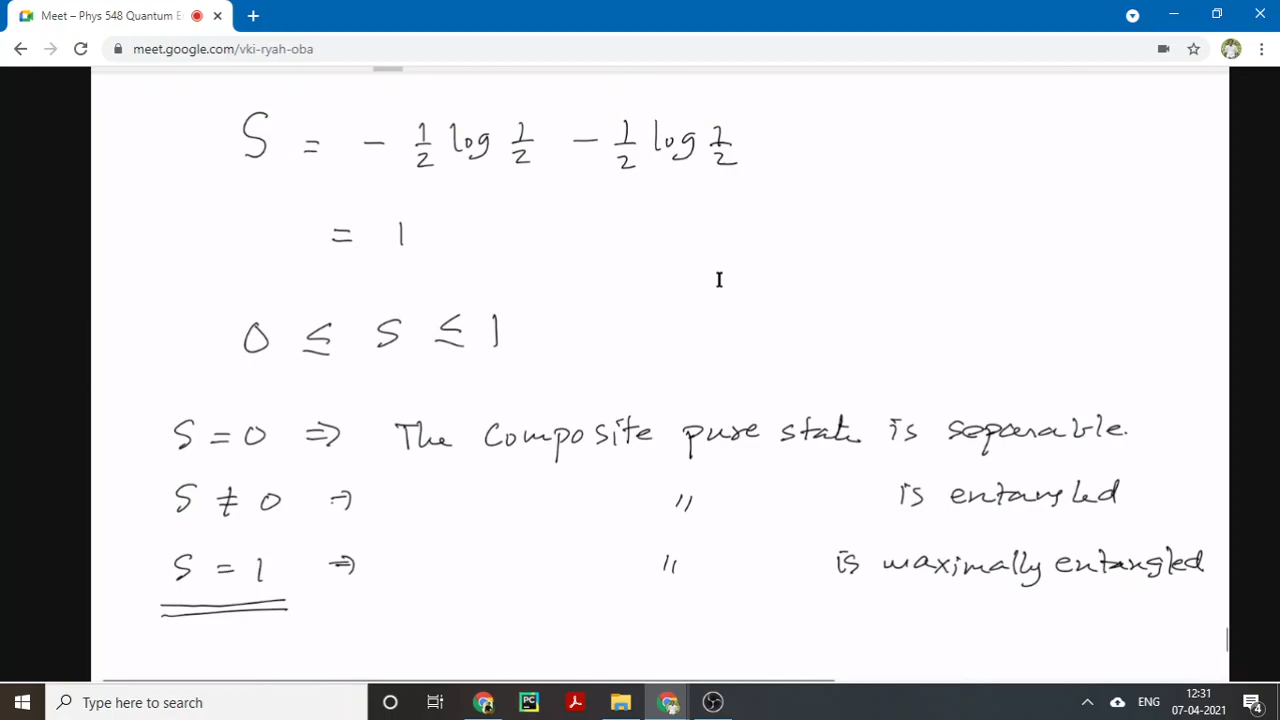 Meet – Phys 548 Quantum E
meet.google.com/vki-ryah-oba
S = - 1/2 log 1/2 - 1/2 log 1/2
= 1
0 ≤ S ≤ 1
S = 0 ⇒ The composite pure state is separable.
S ≠ 0 ⇒ " is entangled
S = 1 ⇒ " is maximally entangled
Type here to search
PC
ENG
12:31
07-04-2021
4